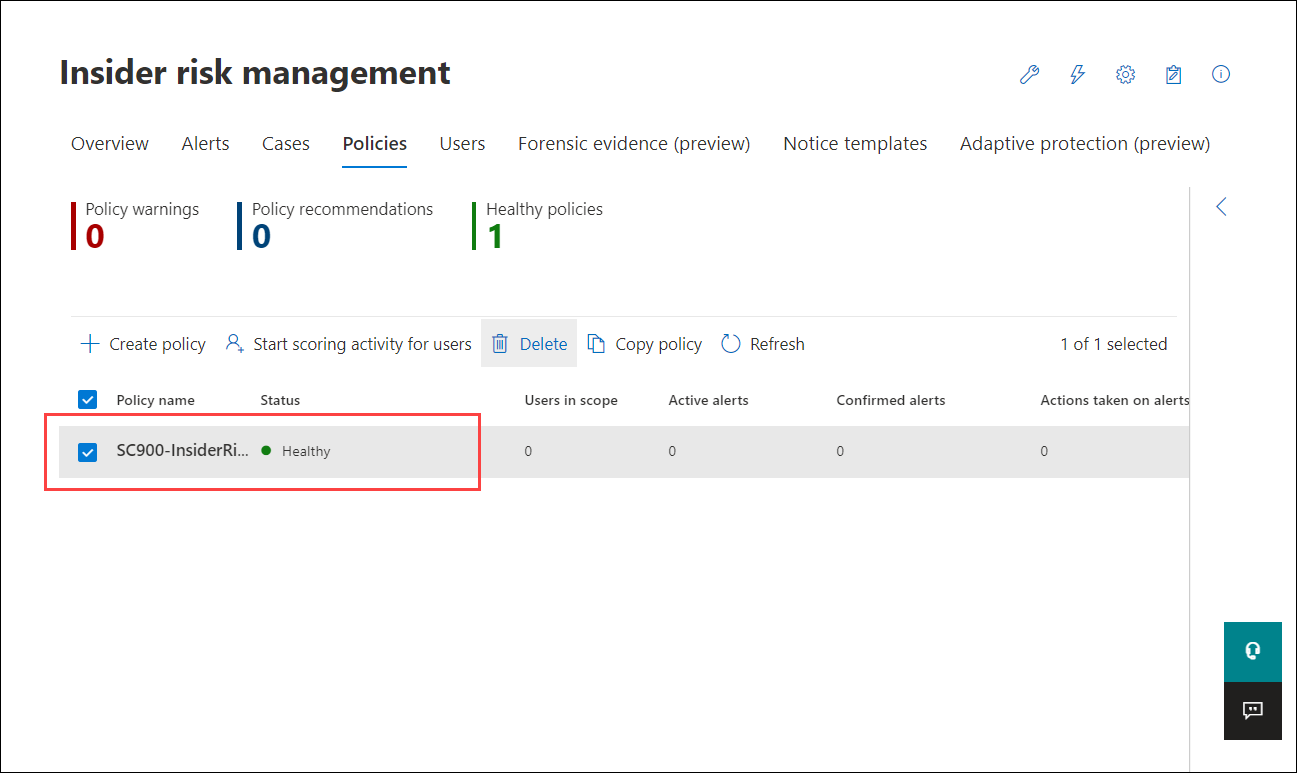 Insider risk management
Overview Alerts Cases Policies Users Forensic evidence (preview) Notice templates Adaptive protection (preview)
Policy warnings Policy recommendations Healthy policies
0 0 1
Create policy Start scoring activity for users Delete Copy policy Refresh 1 of 1 selected
Policy name Status Users in scope Active alerts Confirmed alerts Actions taken on alerts
SC900-InsiderRi... Healthy 0 0 0 0